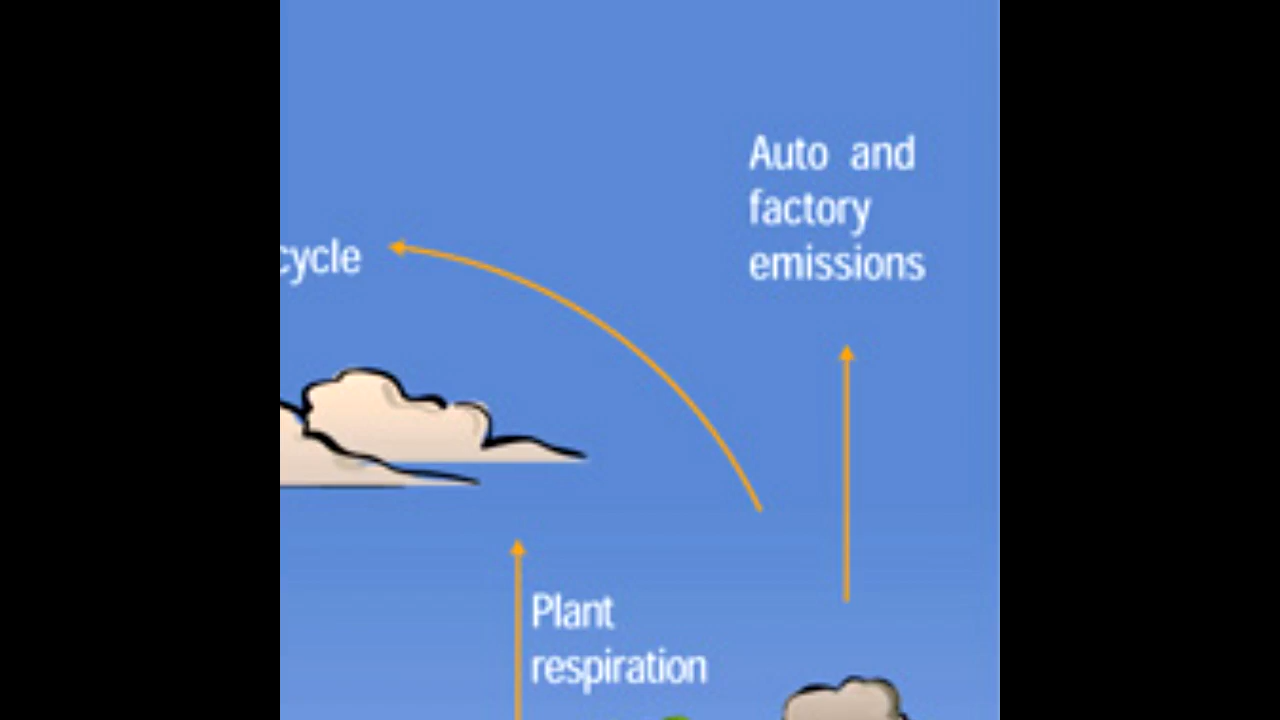 Auto and
factory
emissions
cycle
Plant
respiration